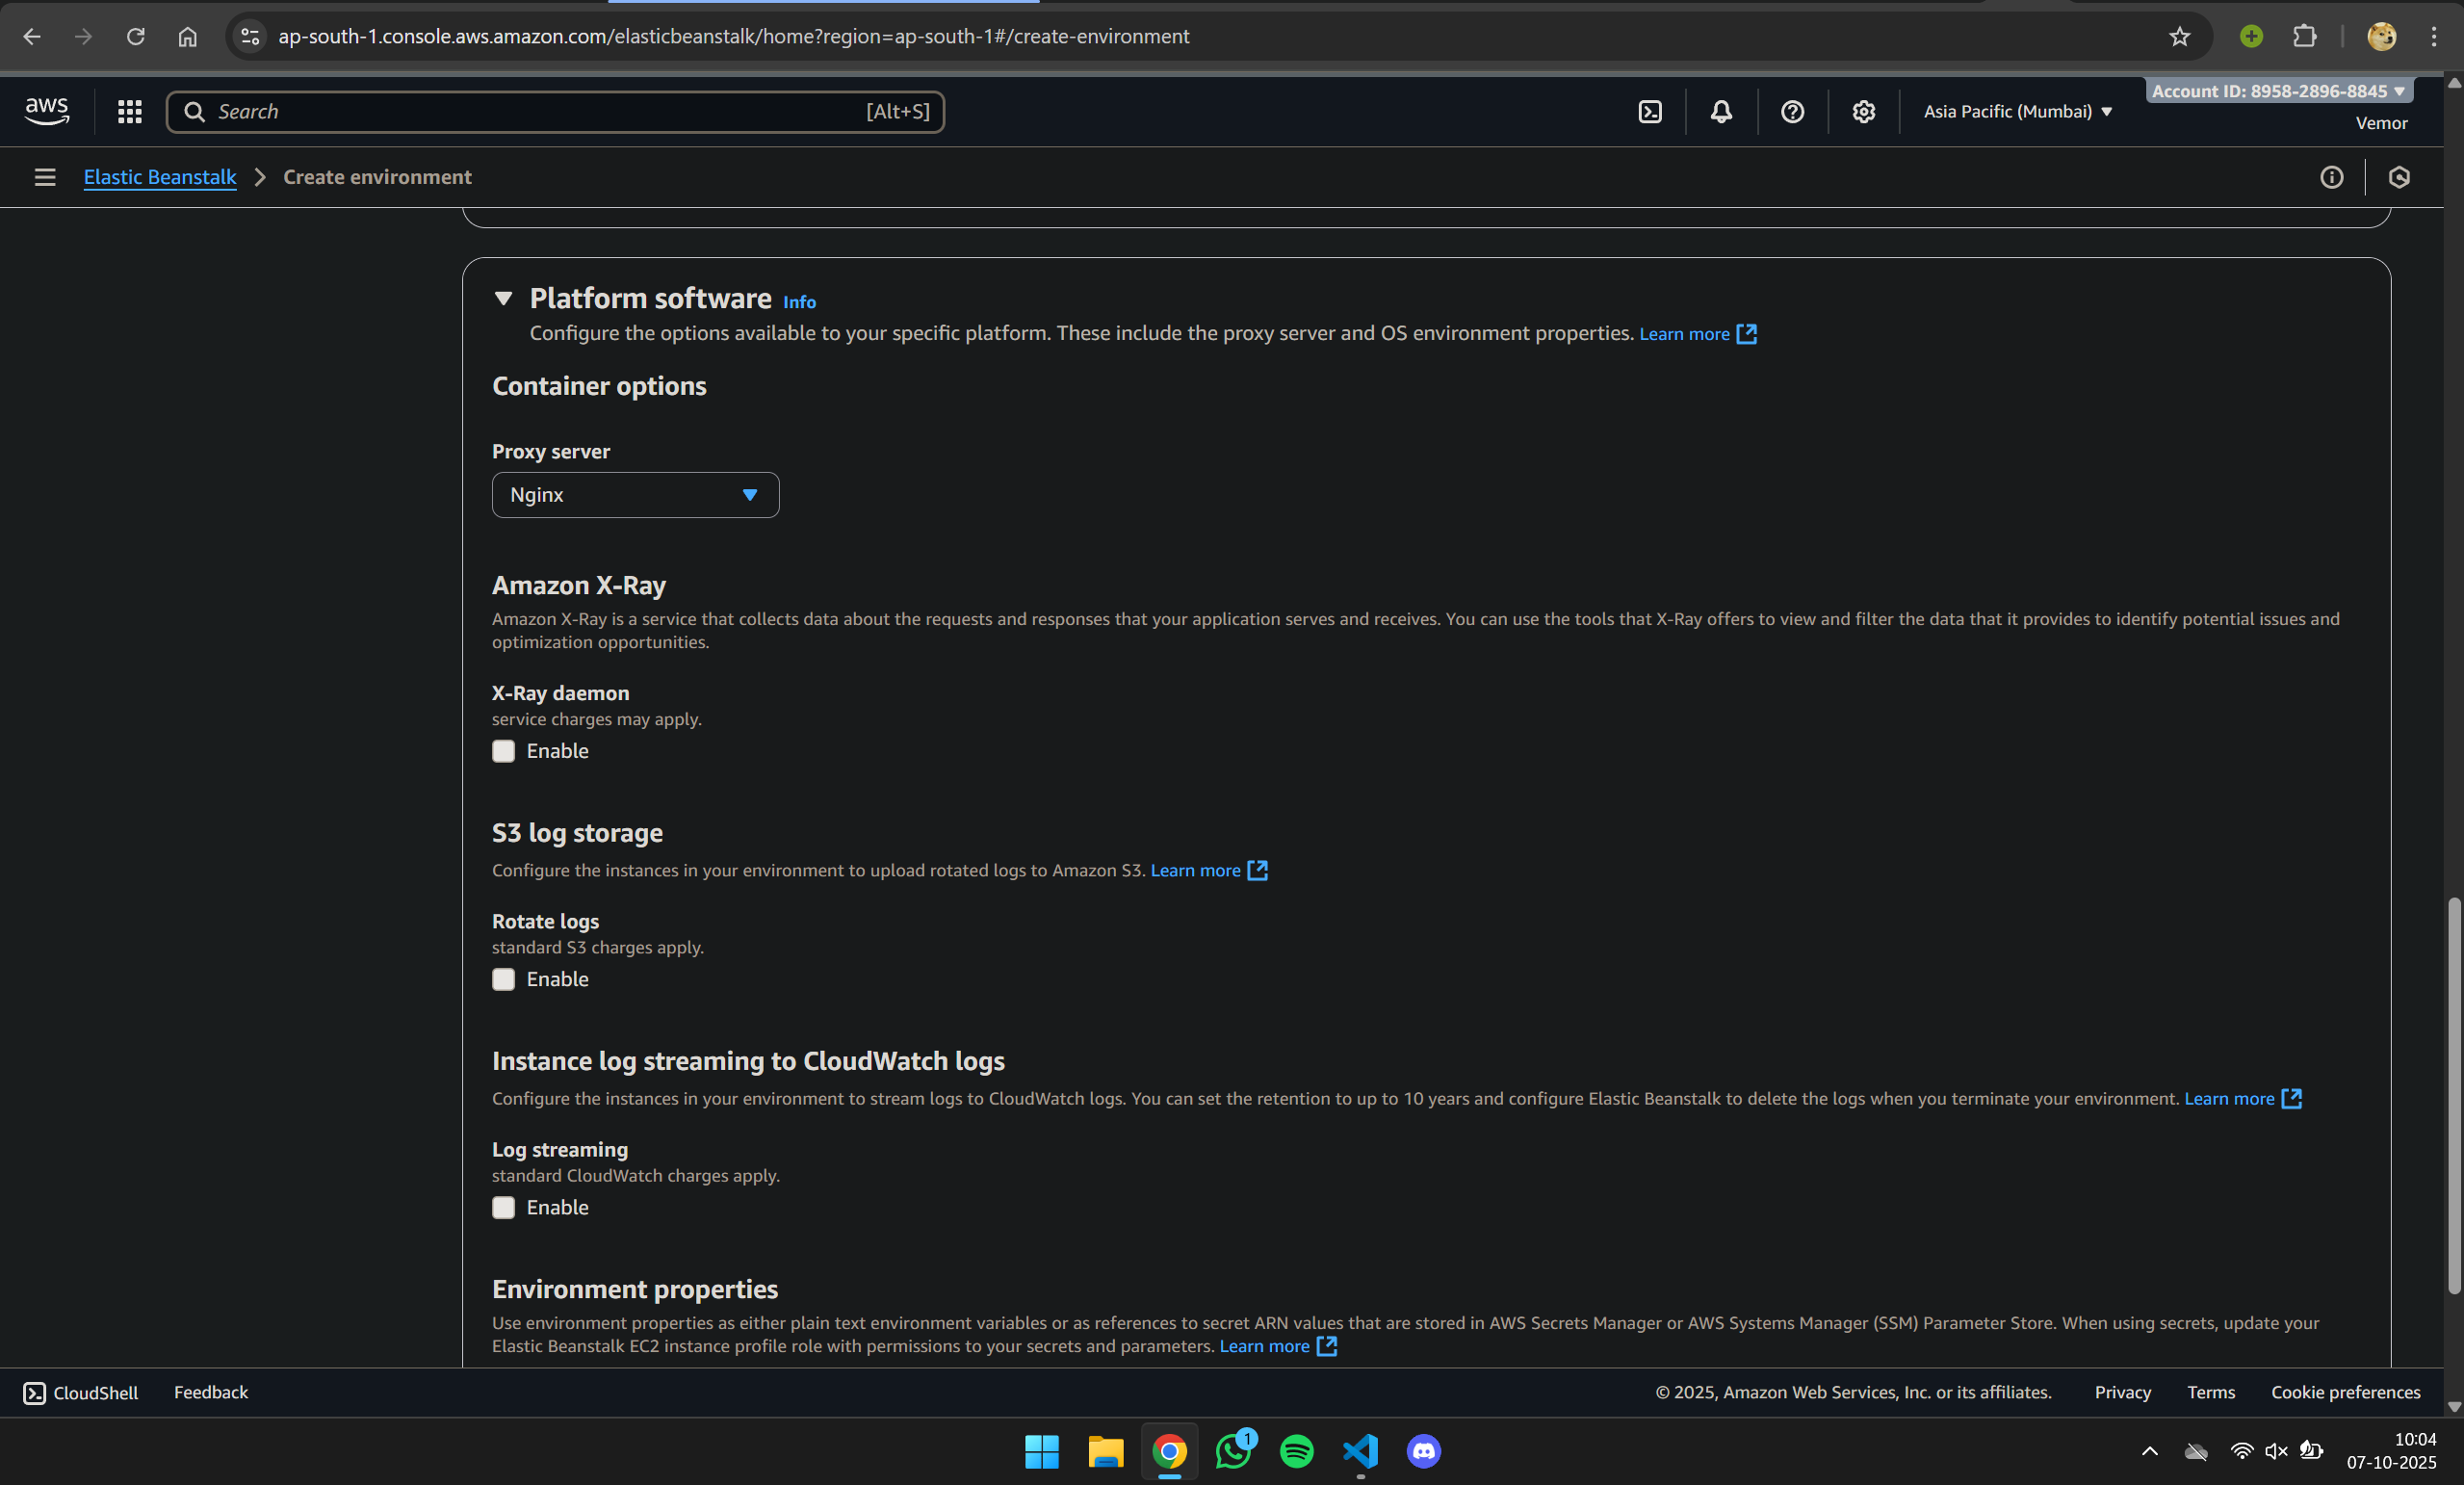 ap-south-1.console.aws.amazon.com/elasticbeanstalk/home?region=ap-south-1#/create-environment
aws
Search
[Alt+S]
Asia Pacific (Mumbai)
Account ID: 8958-2896-8845
Vemor
Elastic Beanstalk
Create environment
Platform software Info
Configure the options available to your specific platform. These include the proxy server and OS environment properties. Learn more
Container options
Proxy server
Nginx
Amazon X-Ray
Amazon X-Ray is a service that collects data about the requests and responses that your application serves and receives. You can use the tools that X-Ray offers to view and filter the data that it provides to identify potential issues and
optimization opportunities.
X-Ray daemon
service charges may apply.
Enable
S3 log storage
Configure the instances in your environment to upload rotated logs to Amazon S3. Learn more
Rotate logs
standard S3 charges apply.
Enable
Instance log streaming to CloudWatch logs
Configure the instances in your environment to stream logs to CloudWatch logs. You can set the retention to up to 10 years and configure Elastic Beanstalk to delete the logs when you terminate your environment. Learn more
Log streaming
standard CloudWatch charges apply.
Enable
Environment properties
Use environment properties as either plain text environment variables or as references to secret ARN values that are stored in AWS Secrets Manager or AWS Systems Manager (SSM) Parameter Store. When using secrets, update your
Elastic Beanstalk EC2 instance profile role with permissions to your secrets and parameters. Learn more
CloudShell
Feedback
© 2025, Amazon Web Services, Inc. or its affiliates.
Privacy
Terms
Cookie preferences
1
10:04
07-10-2025